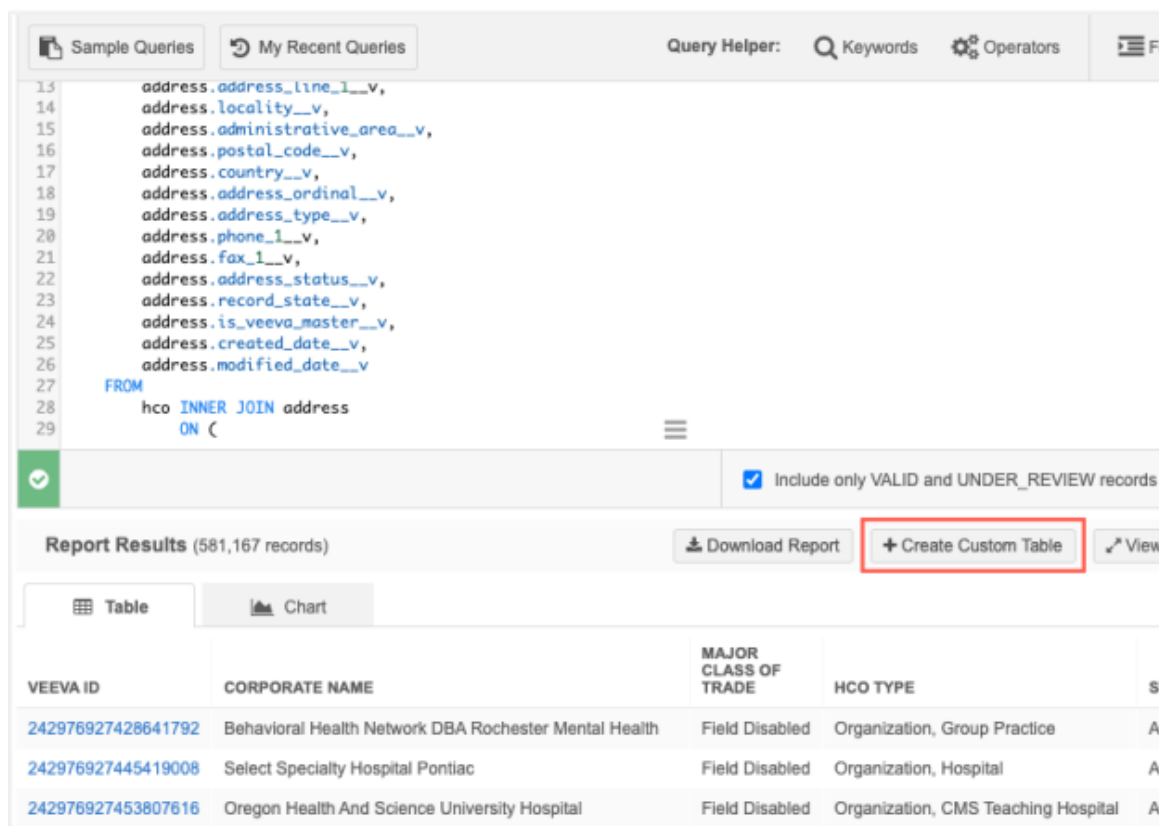 Sample Queries My Recent Queries Query Helper: Keywords Operators F
13 address.address_line_1__v,
14 address.locality__v,
15 address.administrative_area__v,
16 address.postal_code__v,
17 address.country__v,
18 address.address_ordinal__v,
19 address.address_type__v,
20 address.phone_1__v,
21 address.fax_1__v,
22 address.address_status__v,
23 address.record_state__v,
24 address.is_veeva_master__v,
25 address.created_date__v,
26 address.modified_date__v
27 FROM
28 hco INNER JOIN address
29 ON (
Include only VALID and UNDER_REVIEW records
Report Results (581,167 records) Download Report + Create Custom Table View
Table Chart
VEEVA ID CORPORATE NAME MAJOR CLASS OF TRADE HCO TYPE S
242976927428641792 Behavioral Health Network DBA Rochester Mental Health Field Disabled Organization, Group Practice A
242976927445419008 Select Specialty Hospital Pontiac Field Disabled Organization, Hospital A
242976927453807616 Oregon Health And Science University Hospital Field Disabled Organization, CMS Teaching Hospital A